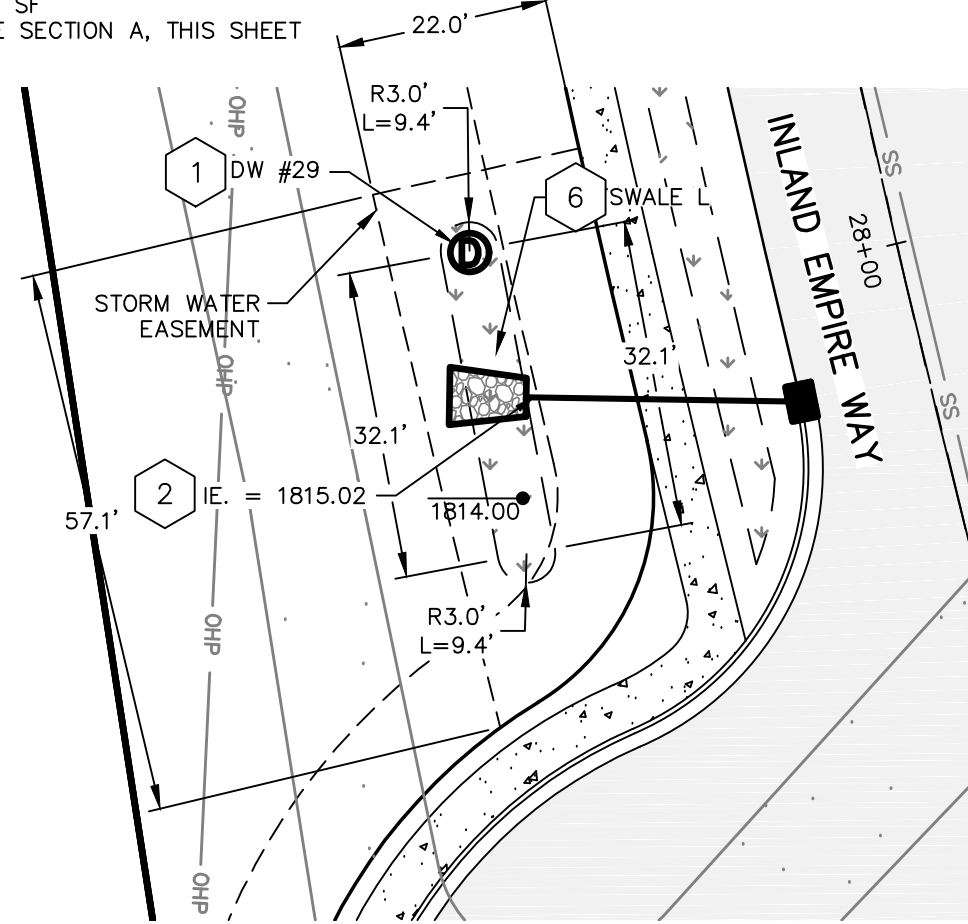 SF
SECTION A, THIS SHEET
22.0'
R3.0'
L=9.4'
OHP
1
DW #29
6
SWALE L
INLAND EMPIRE WAY
28+00
SS
D
STORM WATER
EASEMENT
OHP
32.1'
SS
32.1'
2
IE. = 1815.02
1814.00
57.1'
OHP
R3.0'
L=9.4'
OHP